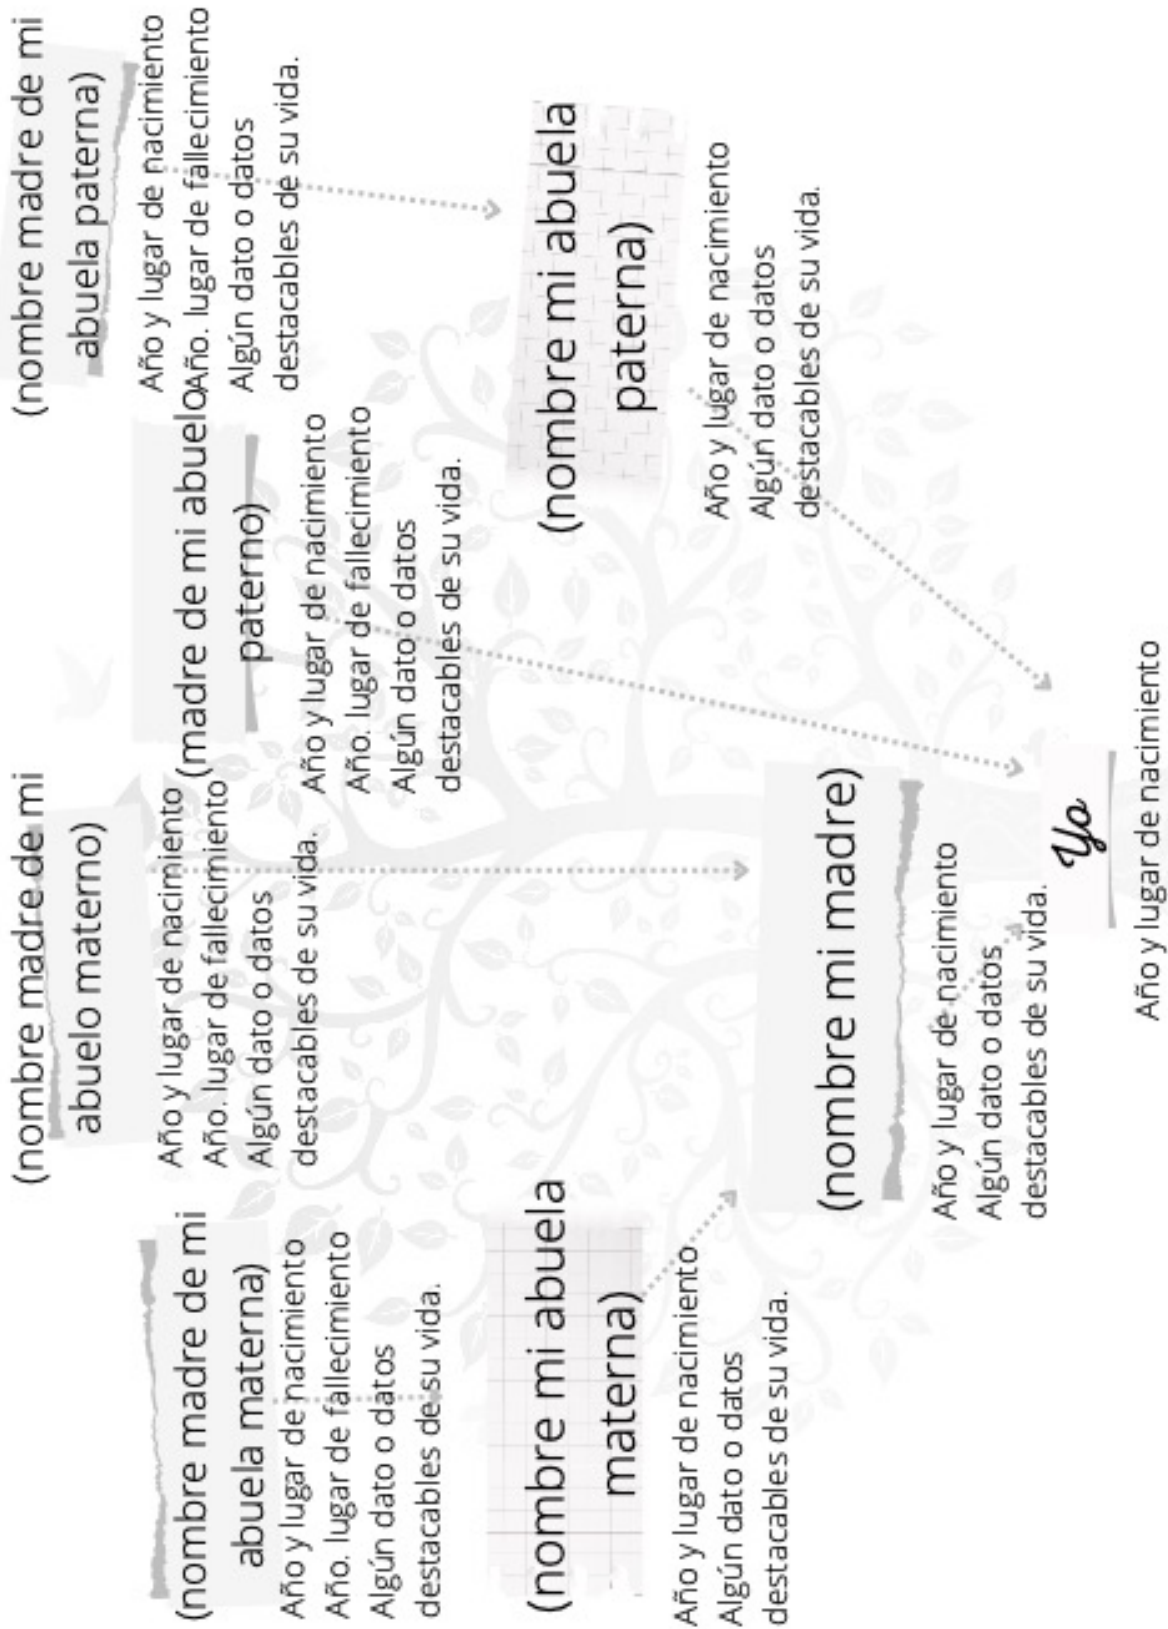 (nombre madre de mi
abuela materna)
Año y lugar de nacimiento
Año. lugar de fallecimiento
Algún dato o datos
destacables de su vida.
(nombre madre de mi
abuelo materno)
Año y lugar de nacimiento
Año. lugar de fallecimiento
Algún dato o datos
destacables de su vida.
(madre de mi abuelo
paterno)
Año y lugar de nacimiento
Año. lugar de fallecimiento
Algún dato o datos
destacables de su vida.
(nombre madre de mi
abuela paterna)
Año y lugar de nacimiento
Año. lugar de fallecimiento
Algún dato o datos
destacables de su vida.
(nombre mi abuela
materna)
Año y lugar de nacimiento
Algún dato o datos
destacables de su vida.
(nombre mi abuela
paterna)
Año y lugar de nacimiento
Algún dato o datos
destacables de su vida.
(nombre mi madre)
Año y lugar de nacimiento
Algún dato o datos
destacables de su vida.
Yo
Año y lugar de nacimiento